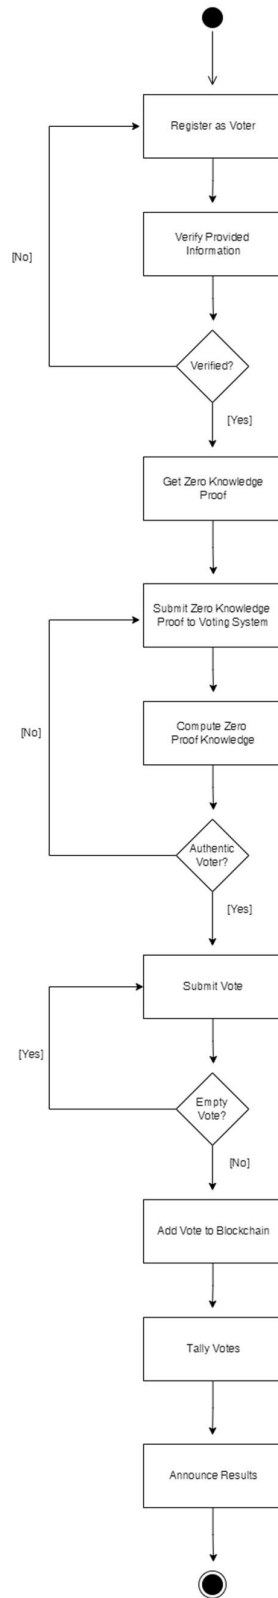 Register as Voter
Verify Provided
Information
[No]
Verified?
[Yes]
Get Zero Knowledge
Proof
Submit Zero Knowledge
Proof to Voting System
Compute Zero
Proof Knowledge
[No]
Authentic
Voter?
[Yes]
Submit Vote
[Yes]
Empty
Vote?
[No]
Add Vote to Blockchain
Tally Votes
Announce Results